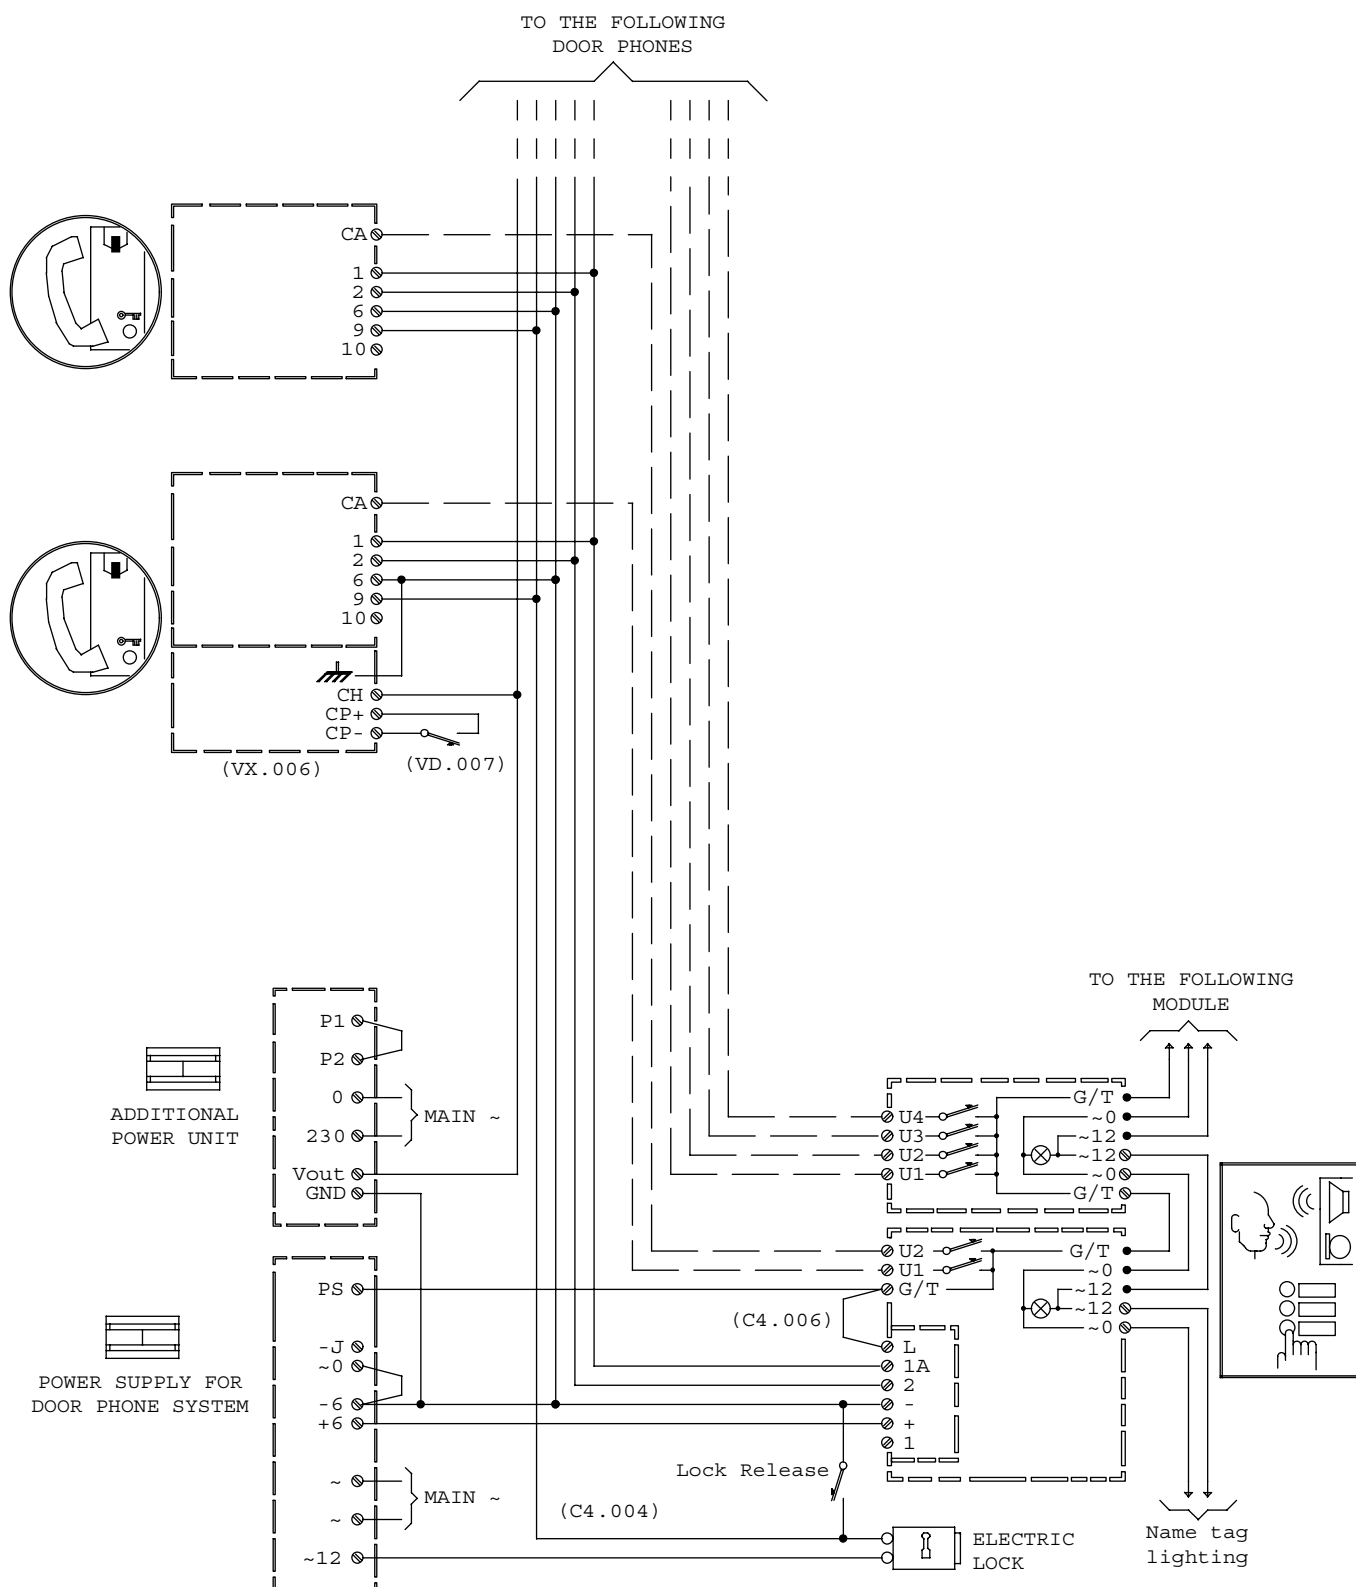 TO THE FOLLOWING
DOOR PHONES
CA
1
2
6
9
10
CA
1
2
6
9
10
CH
CP+
CP-
(VX.006)
(VD.007)
P1
P2
0
230
MAIN ~
Vout
GND
ADDITIONAL
POWER UNIT
PS
-J
~0
-6
+6
~
~
MAIN ~
~12
POWER SUPPLY FOR
DOOR PHONE SYSTEM
TO THE FOLLOWING
MODULE
U4
U3
U2
U1
G/T
~0
~12
~12
~0
G/T
U2
U1
G/T
G/T
~0
~12
~12
~0
(C4.006)
L
1A
2
-
+
1
Lock Release
(C4.004)
ELECTRIC
LOCK
Name tag
lighting